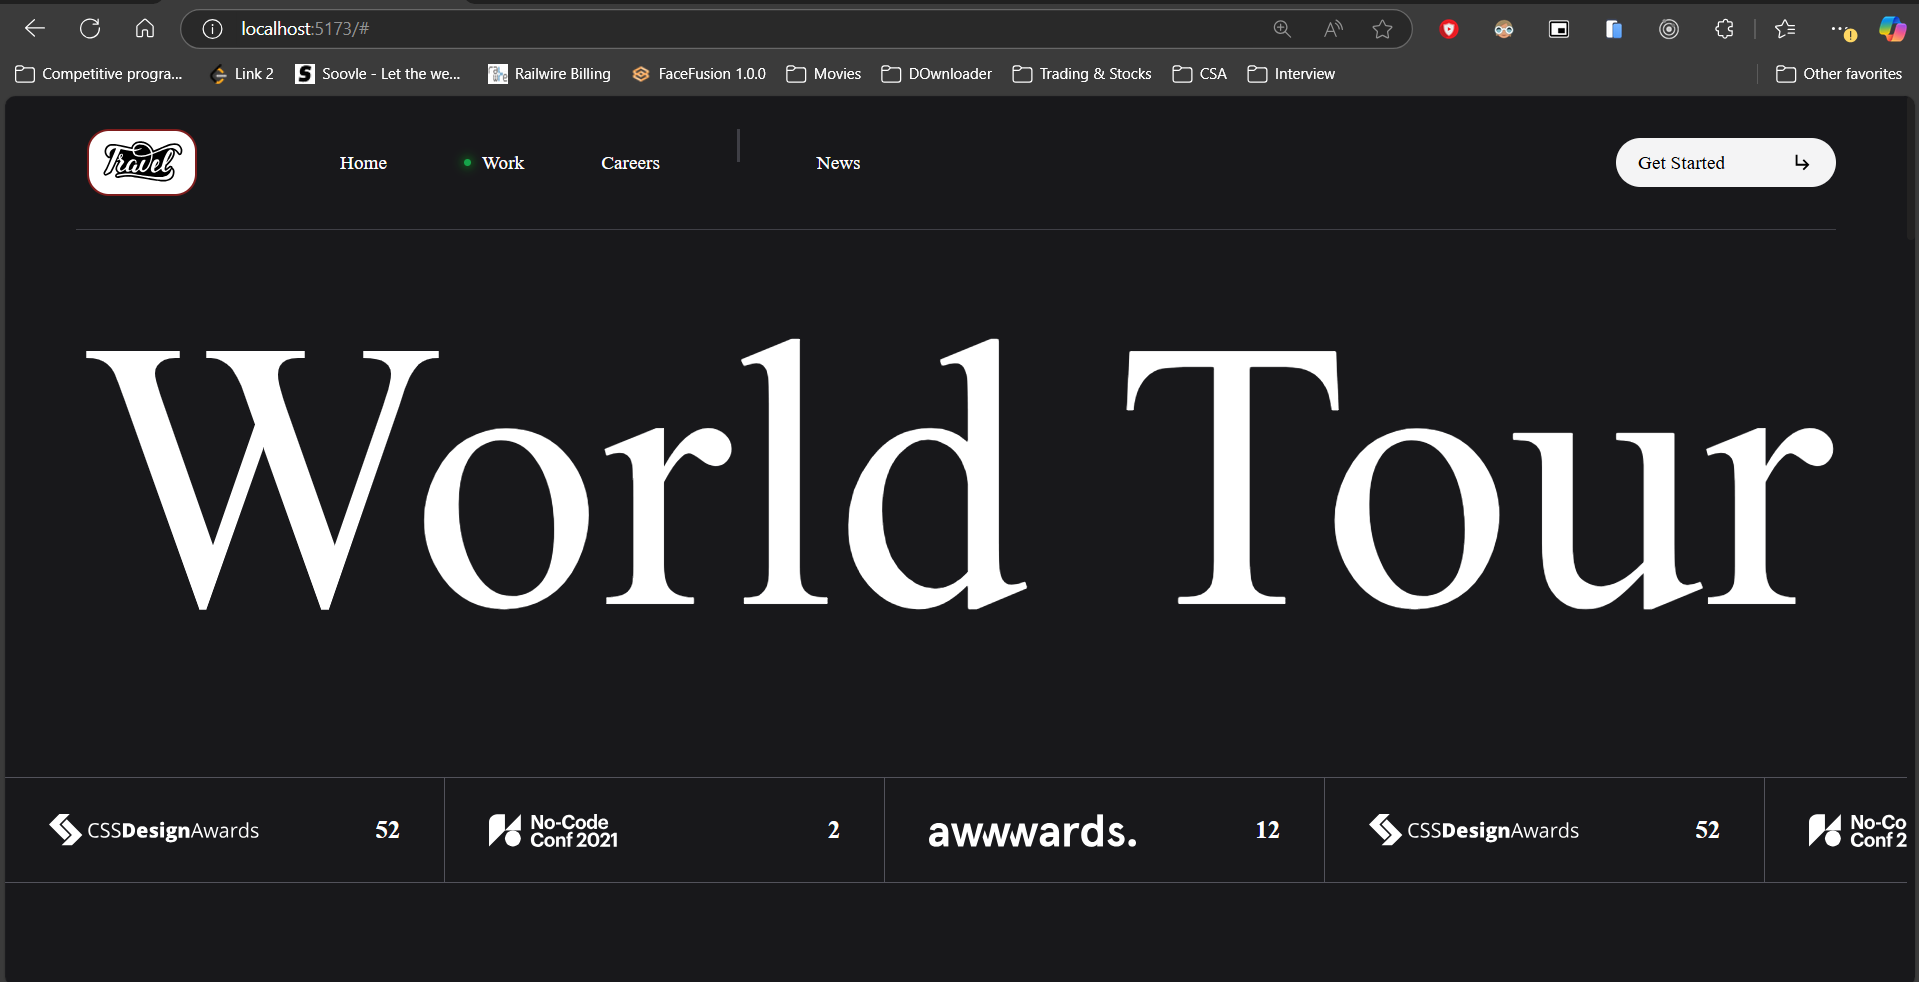 localhost:5173/#
Competitive progra... Link 2 Soovle - Let the we... Railwire Billing FaceFusion 1.0.0 Movies DOwnloader Trading & Stocks CSA Interview Other favorites
Travel Home Work Careers News Get Started
World Tour
CSSDesignAwards 52 No-Code Conf 2021 2 awwwards. 12 CSSDesignAwards 52 No-Co Conf 2